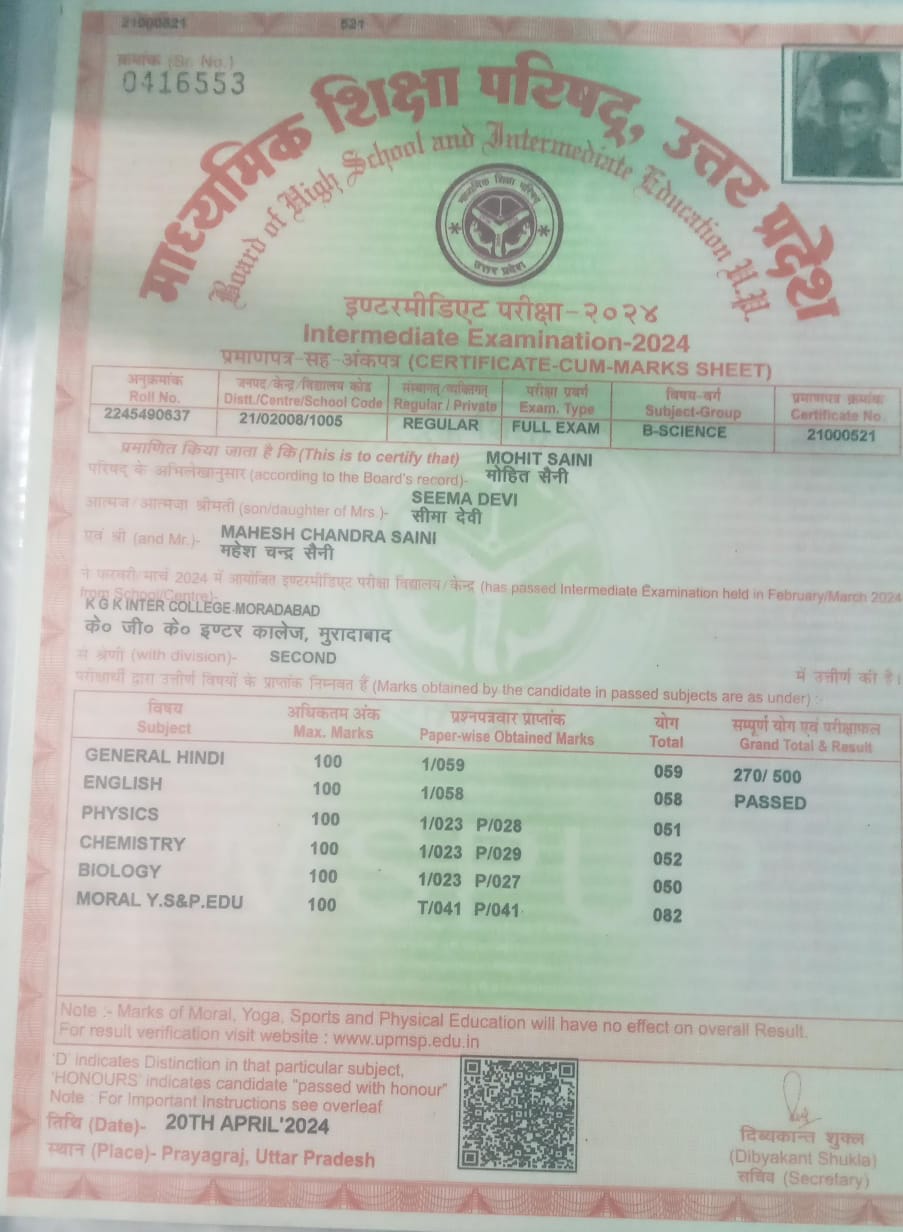 21000521 521
क्रमांक (Sr. No.)
0416553
माध्यमिक शिक्षा परिषद्, उत्तर प्रदेश
Board of High School and Intermediate Education U.P.
माध्यमिक शिक्षा परिषद्
उत्तर प्रदेश
इण्टरमीडिएट परीक्षा-२०२४
Intermediate Examination-2024
प्रमाणपत्र-सह-अंकपत्र (CERTIFICATE-CUM-MARKS SHEET)
अनुक्रमांक जनपद/केन्द्र/विद्यालय कोड संस्थागत/व्यक्तिगत परीक्षा प्रवर्ग विषय-वर्ग प्रमाणपत्र क्रमांक
Roll No. Distt./Centre/School Code Regular / Private Exam. Type Subject-Group Certificate No.
2245490637 21/02008/1005 REGULAR FULL EXAM B-SCIENCE 21000521
प्रमाणित किया जाता है कि (This is to certify that) MOHIT SAINI
परिषद् के अभिलेखानुसार (according to the Board's record)- मोहित सैनी
आत्मज/आत्मजा श्रीमती (son/daughter of Mrs.)- SEEMA DEVI
सीमा देवी
एवं श्री (and Mr.)- MAHESH CHANDRA SAINI
महेश चन्द्र सैनी
ने फरवरी/मार्च 2024 में आयोजित इण्टरमीडिएट परीक्षा विद्यालय/केन्द्र (has passed Intermediate Examination held in February/March 2024
from School/Centre)-
K G K INTER COLLEGE-MORADABAD
के० जी० के० इण्टर कालेज, मुरादाबाद
से श्रेणी (with division)- SECOND में उत्तीर्ण की है।
परीक्षार्थी द्वारा उत्तीर्ण विषयों के प्राप्तांक निम्नवत हैं (Marks obtained by the candidate in passed subjects are as under) :-
विषय अधिकतम अंक प्रश्नपत्रवार प्राप्तांक योग सम्पूर्ण योग एवं परीक्षाफल
Subject Max. Marks Paper-wise Obtained Marks Total Grand Total & Result
GENERAL HINDI 100 1/059 059 270/ 500
ENGLISH 100 1/058 058 PASSED
PHYSICS 100 1/023 P/028 051
CHEMISTRY 100 1/023 P/029 052
BIOLOGY 100 1/023 P/027 050
MORAL Y.S&P.EDU 100 T/041 P/041 082
Note :- Marks of Moral, Yoga, Sports and Physical Education will have no effect on overall Result.
For result verification visit website : www.upmsp.edu.in
'D' indicates Distinction in that particular subject,
'HONOURS' indicates candidate "passed with honour"
Note : For Important Instructions see overleaf
तिथि (Date)- 20TH APRIL'2024
स्थान (Place)- Prayagraj, Uttar Pradesh
दिब्यकान्त शुक्ल
(Dibyakant Shukla)
सचिव (Secretary)